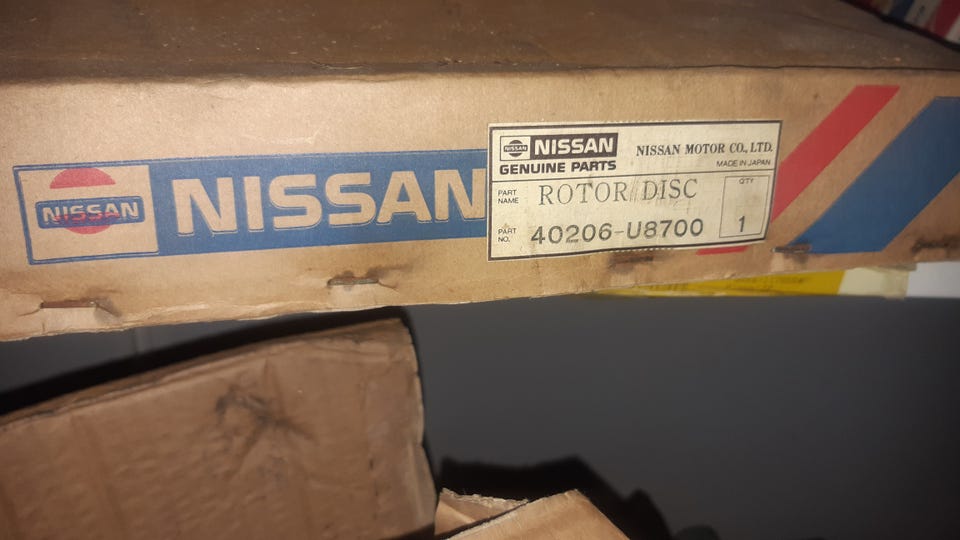 NISSAN
NISSAN
NISSAN
NISSAN
GENUINE PARTS
NISSAN MOTOR CO., LTD.
MADE IN JAPAN
PART NAME
ROTOR DISC
QTY
1
PART NO.
40206-U8700